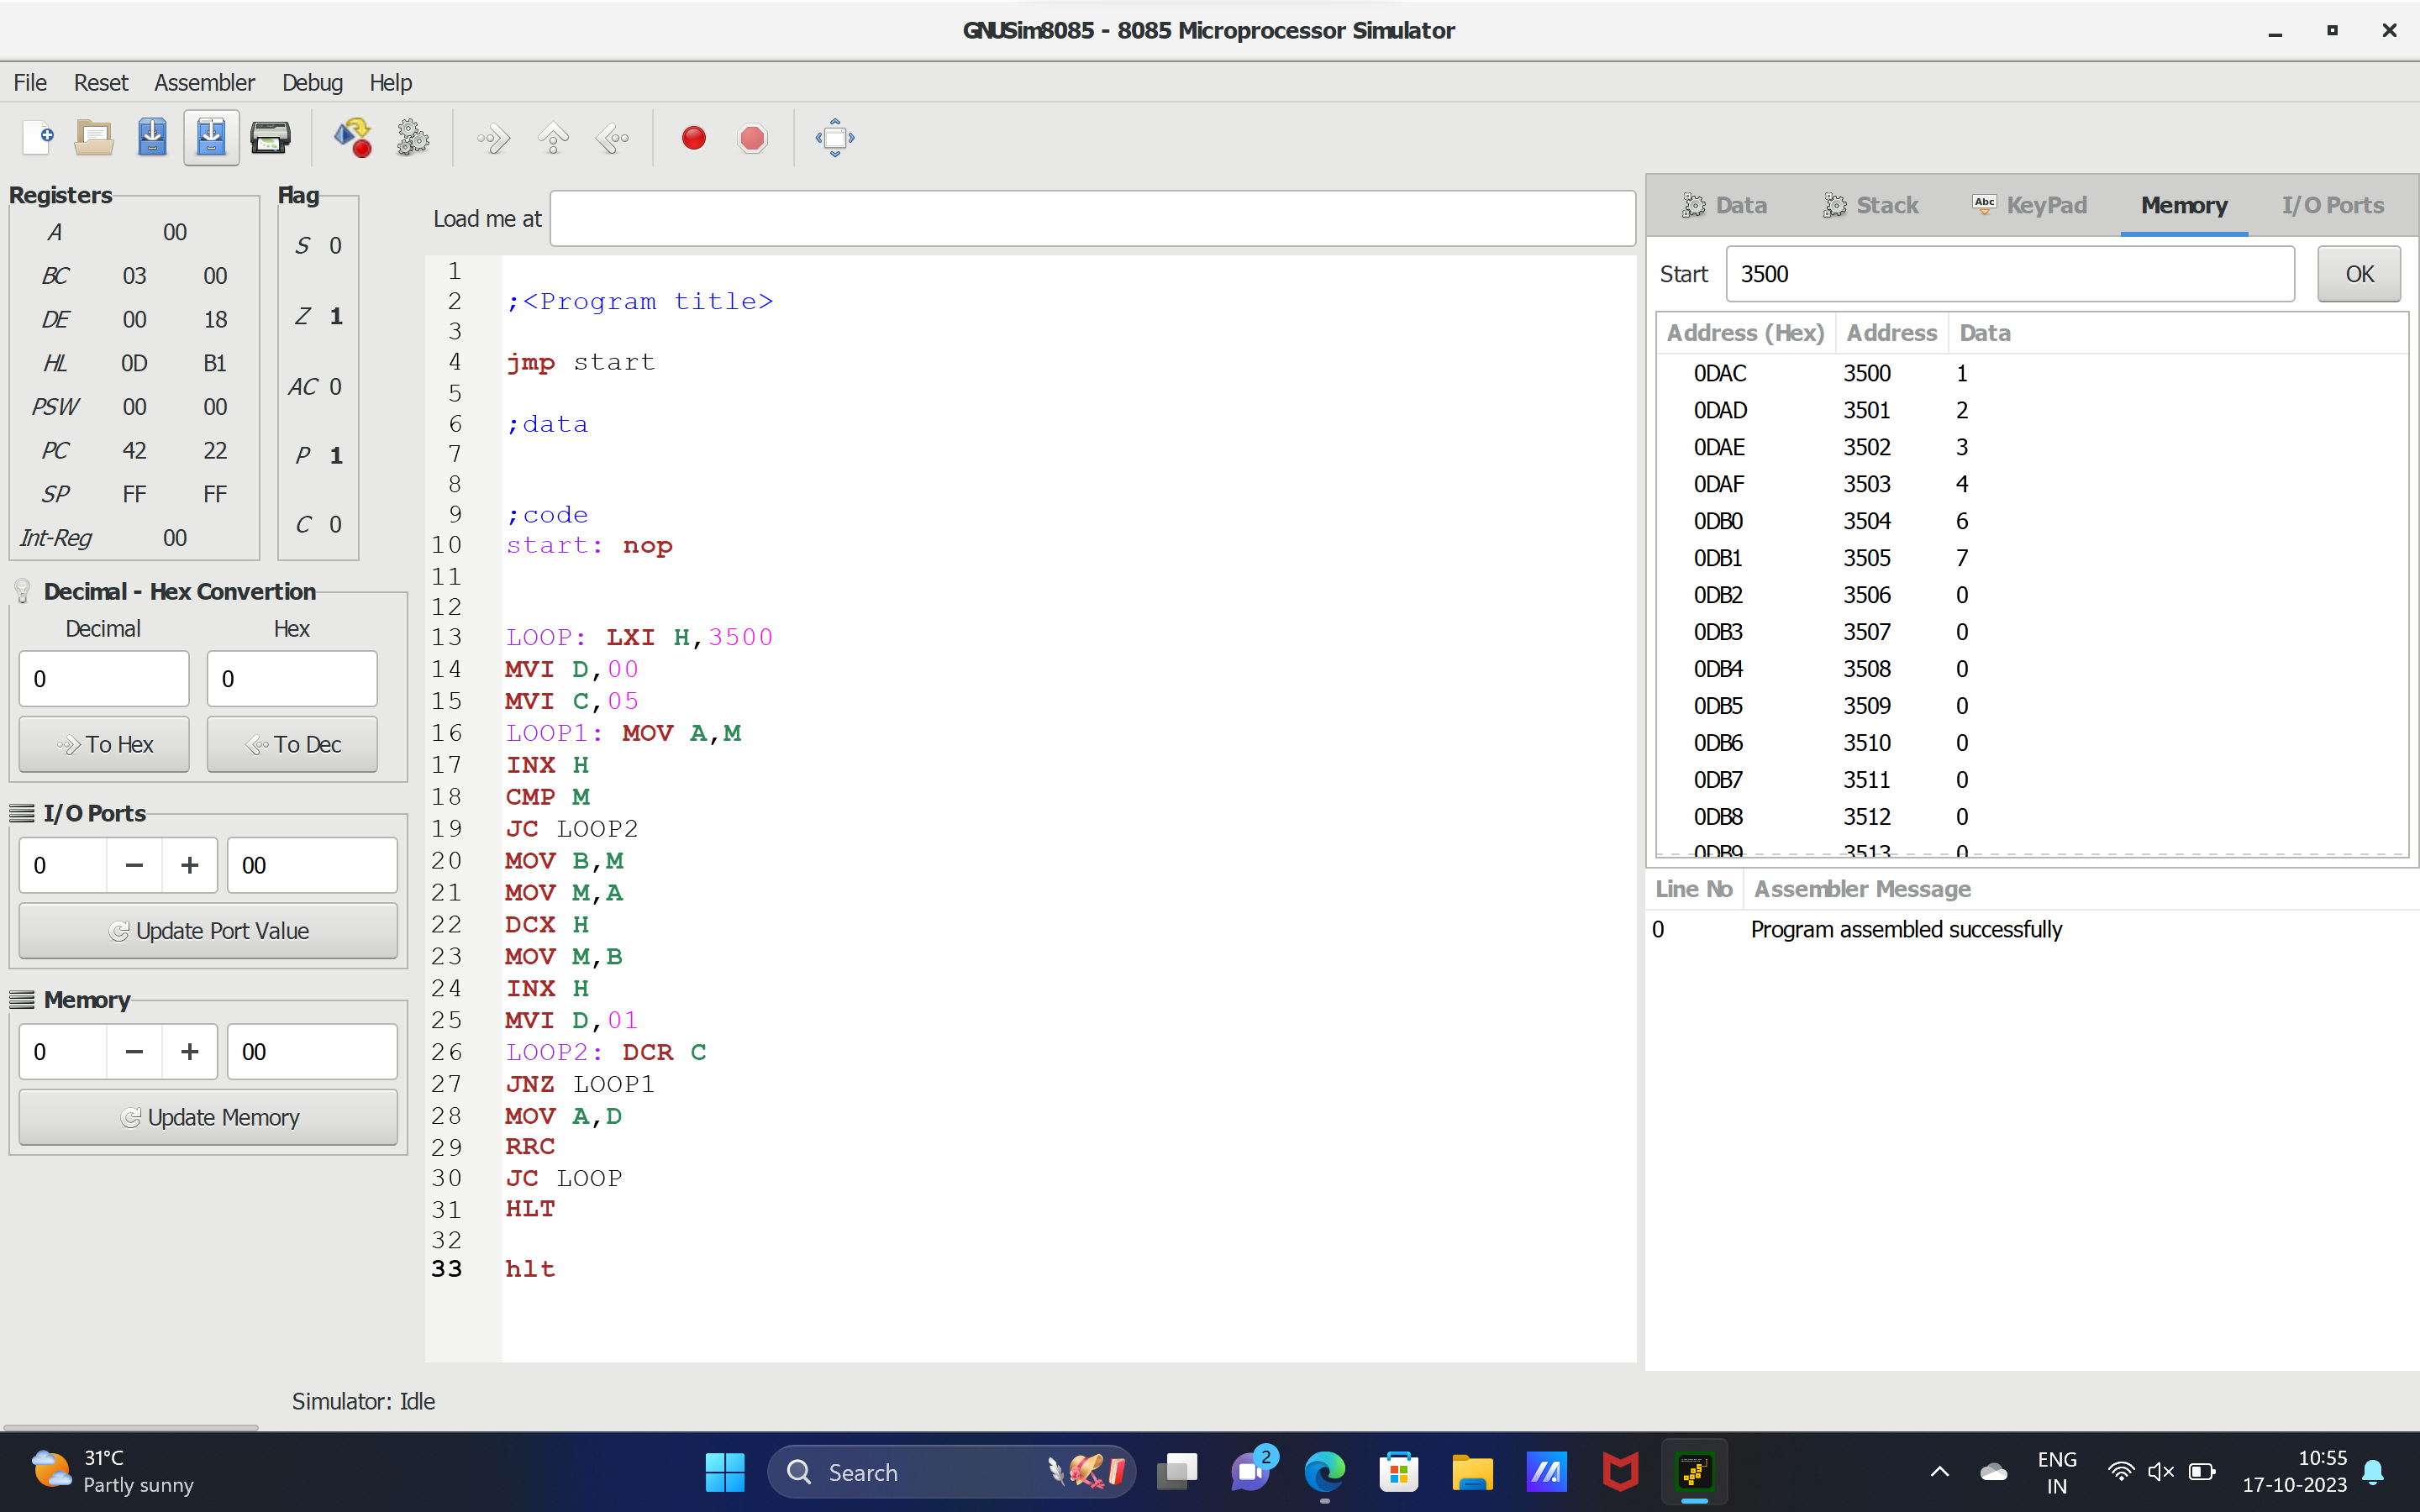 GNUSim8085 - 8085 Microprocessor Simulator
File Reset Assembler Debug Help
Registers
A 00
BC 03 00
DE 00 18
HL 0D B1
PSW 00 00
PC 42 22
SP FF FF
Int-Reg 00
Flag
S 0
Z 1
AC 0
P 1
C 0
Decimal - Hex Convertion
Decimal Hex
0 0
To Hex To Dec
I/O Ports
0 − + 00
Update Port Value
Memory
0 − + 00
Update Memory
Load me at
1
2 ;<Program title>
3
4 jmp start
5
6 ;data
7
8
9 ;code
10 start: nop
11
12
13 LOOP: LXI H,3500
14 MVI D,00
15 MVI C,05
16 LOOP1: MOV A,M
17 INX H
18 CMP M
19 JC LOOP2
20 MOV B,M
21 MOV M,A
22 DCX H
23 MOV M,B
24 INX H
25 MVI D,01
26 LOOP2: DCR C
27 JNZ LOOP1
28 MOV A,D
29 RRC
30 JC LOOP
31 HLT
32
33 hlt
Data Stack Abc KeyPad Memory I/O Ports
Start 3500 OK
Address (Hex) Address Data
0DAC 3500 1
0DAD 3501 2
0DAE 3502 3
0DAF 3503 4
0DB0 3504 6
0DB1 3505 7
0DB2 3506 0
0DB3 3507 0
0DB4 3508 0
0DB5 3509 0
0DB6 3510 0
0DB7 3511 0
0DB8 3512 0
0DB9 3513 0
Line No Assembler Message
0 Program assembled successfully
Simulator: Idle
31°C
Partly sunny
Search
2
ENG
IN
10:55
17-10-2023